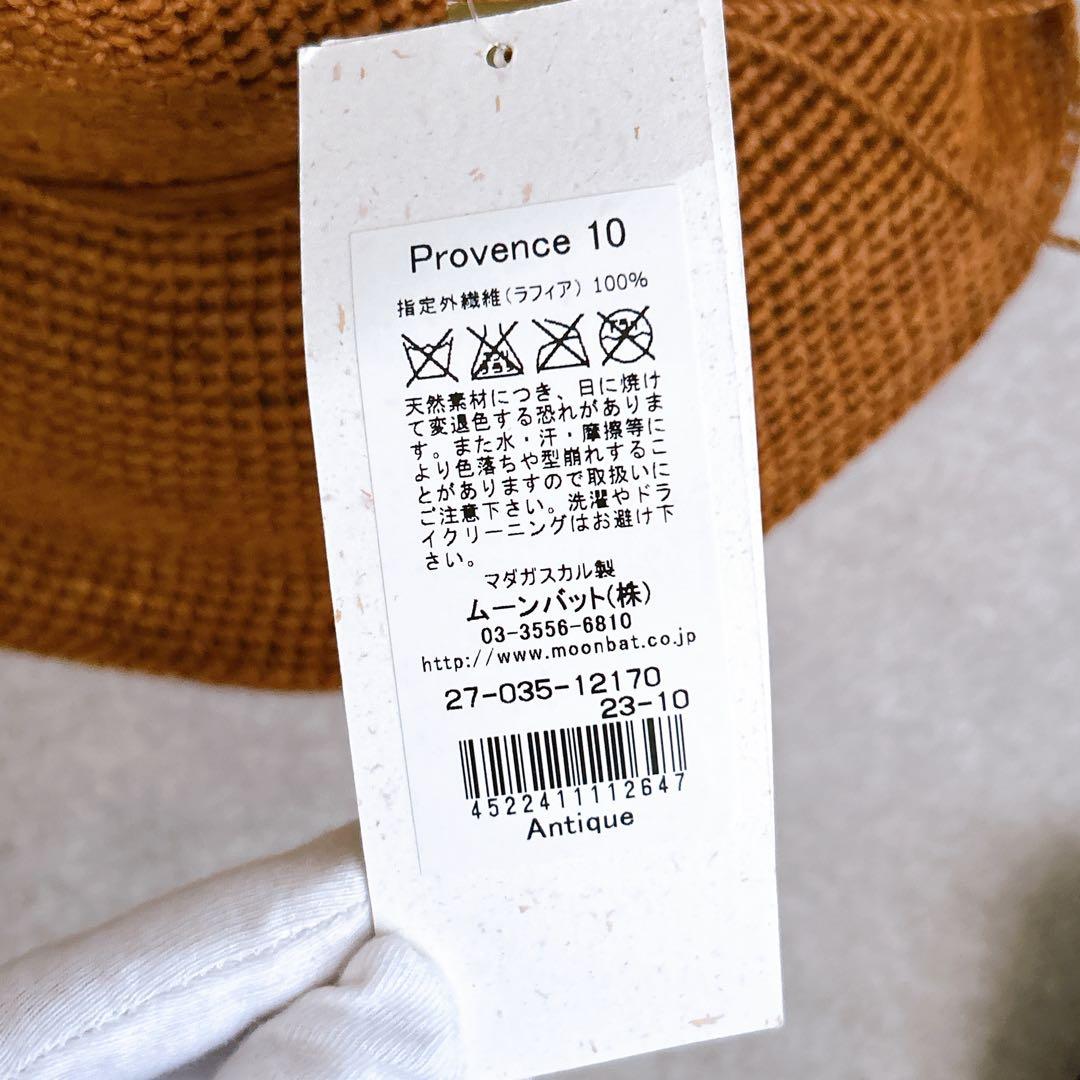 Provence 10
指定外繊維(ラフィア) 100%
天然素材につき、日に焼け
て変退色する恐れがありま
す。また水・汗・摩擦等に
より色落ちや型崩れするこ
とがありますので取扱いに
ご注意下さい。洗濯やドラ
イクリーニングはお避け下
さい。
マダガスカル製
ムーンバット(株)
03-3556-6810
http://www.moonbat.co.jp
27-035-12170
23-10
4522411112647
Antique